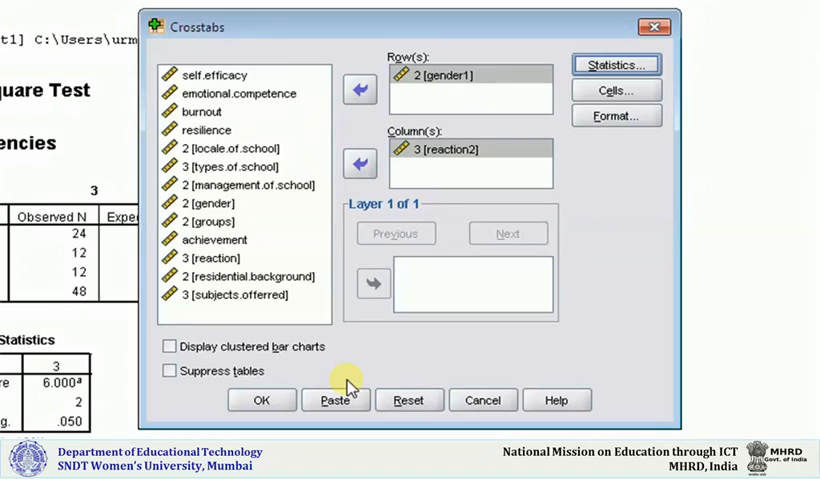 Crosstabs
t1] C:\Users\urm
quare Test
encies
3
Observed N Expe
24
12
12
48
Statistics
3
re 6.000a
2
g. .050
self.efficacy
emotional.competence
burnout
resilience
2 [locale.of.school]
3 [types.of.school]
2 [management.of.school]
2 [gender]
2 [groups]
achievement
3 [reaction]
2 [residential.background]
3 [subjects.offerred]
Row(s):
2 [gender1]
Column(s):
3 [reaction2]
Layer 1 of 1
Previous Next
Statistics...
Cells...
Format...
Display clustered bar charts
Suppress tables
OK Paste Reset Cancel Help
Department of Educational Technology
SNDT Women's University, Mumbai
National Mission on Education through ICT
MHRD, India
MHRD
Govt. of India